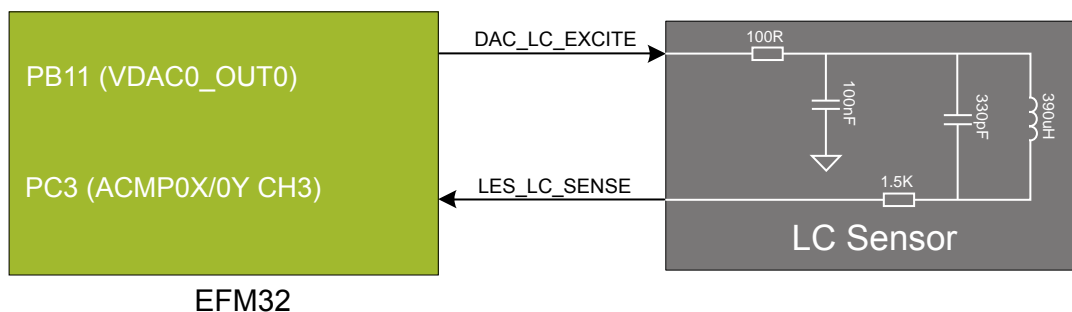 PB11 (VDAC0_OUT0)
PC3 (ACMP0X/0Y CH3)
EFM32
DAC_LC_EXCITE
LES_LC_SENSE
100R
100nF
330pF
390uH
1.5K
LC Sensor